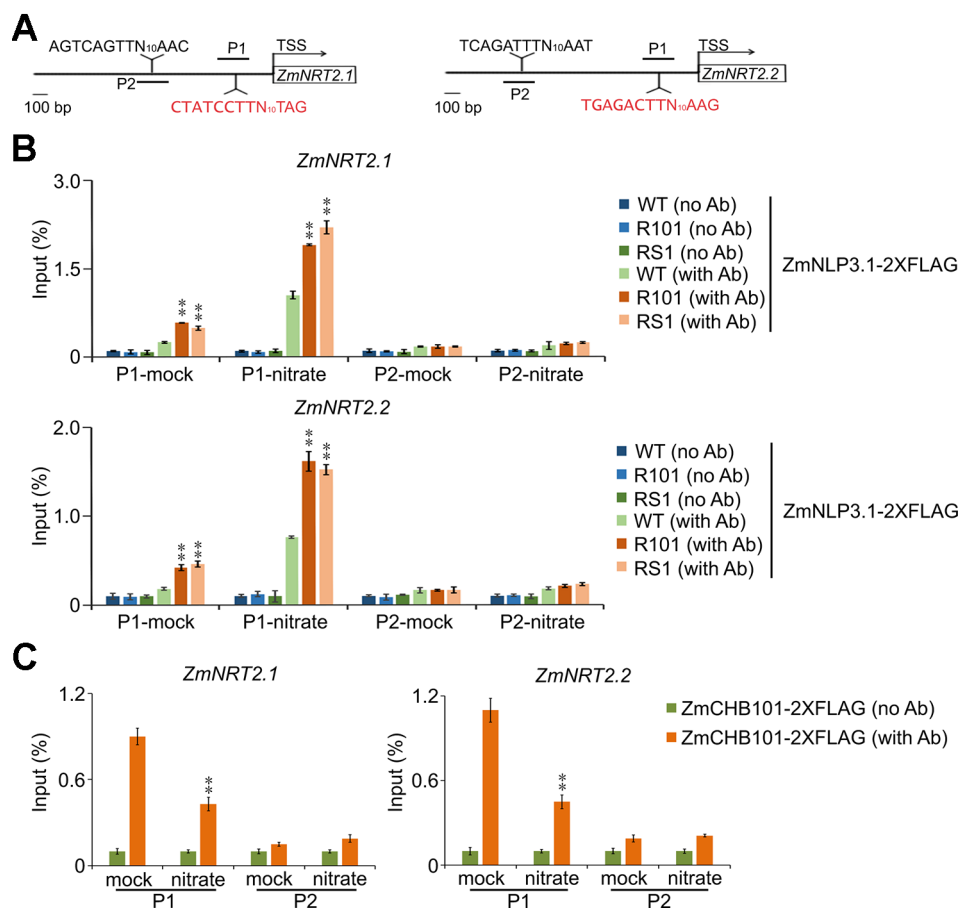 A
AGTCAGTTN10AAC
P1
TSS
ZmNRT2.1
P2
100 bp
CTATCCTTN10TAG
TCAGATTTN10AAT
P1
TSS
ZmNRT2.2
P2
100 bp
TGAGACTTN10AAG
B
ZmNRT2.1
Input (%)
3.0
1.5
0
** ** ** **
P1-mock P1-nitrate P2-mock P2-nitrate
WT (no Ab)
R101 (no Ab)
RS1 (no Ab)
WT (with Ab)
R101 (with Ab)
RS1 (with Ab)
ZmNLP3.1-2XFLAG
ZmNRT2.2
Input (%)
2.0
1.0
0
** ** ** **
P1-mock P1-nitrate P2-mock P2-nitrate
WT (no Ab)
R101 (no Ab)
RS1 (no Ab)
WT (with Ab)
R101 (with Ab)
RS1 (with Ab)
ZmNLP3.1-2XFLAG
C
ZmNRT2.1
Input (%)
1.2
0.6
0
**
mock nitrate mock nitrate
P1 P2
ZmNRT2.2
Input (%)
1.2
0.6
0
**
mock nitrate mock nitrate
P1 P2
ZmCHB101-2XFLAG (no Ab)
ZmCHB101-2XFLAG (with Ab)